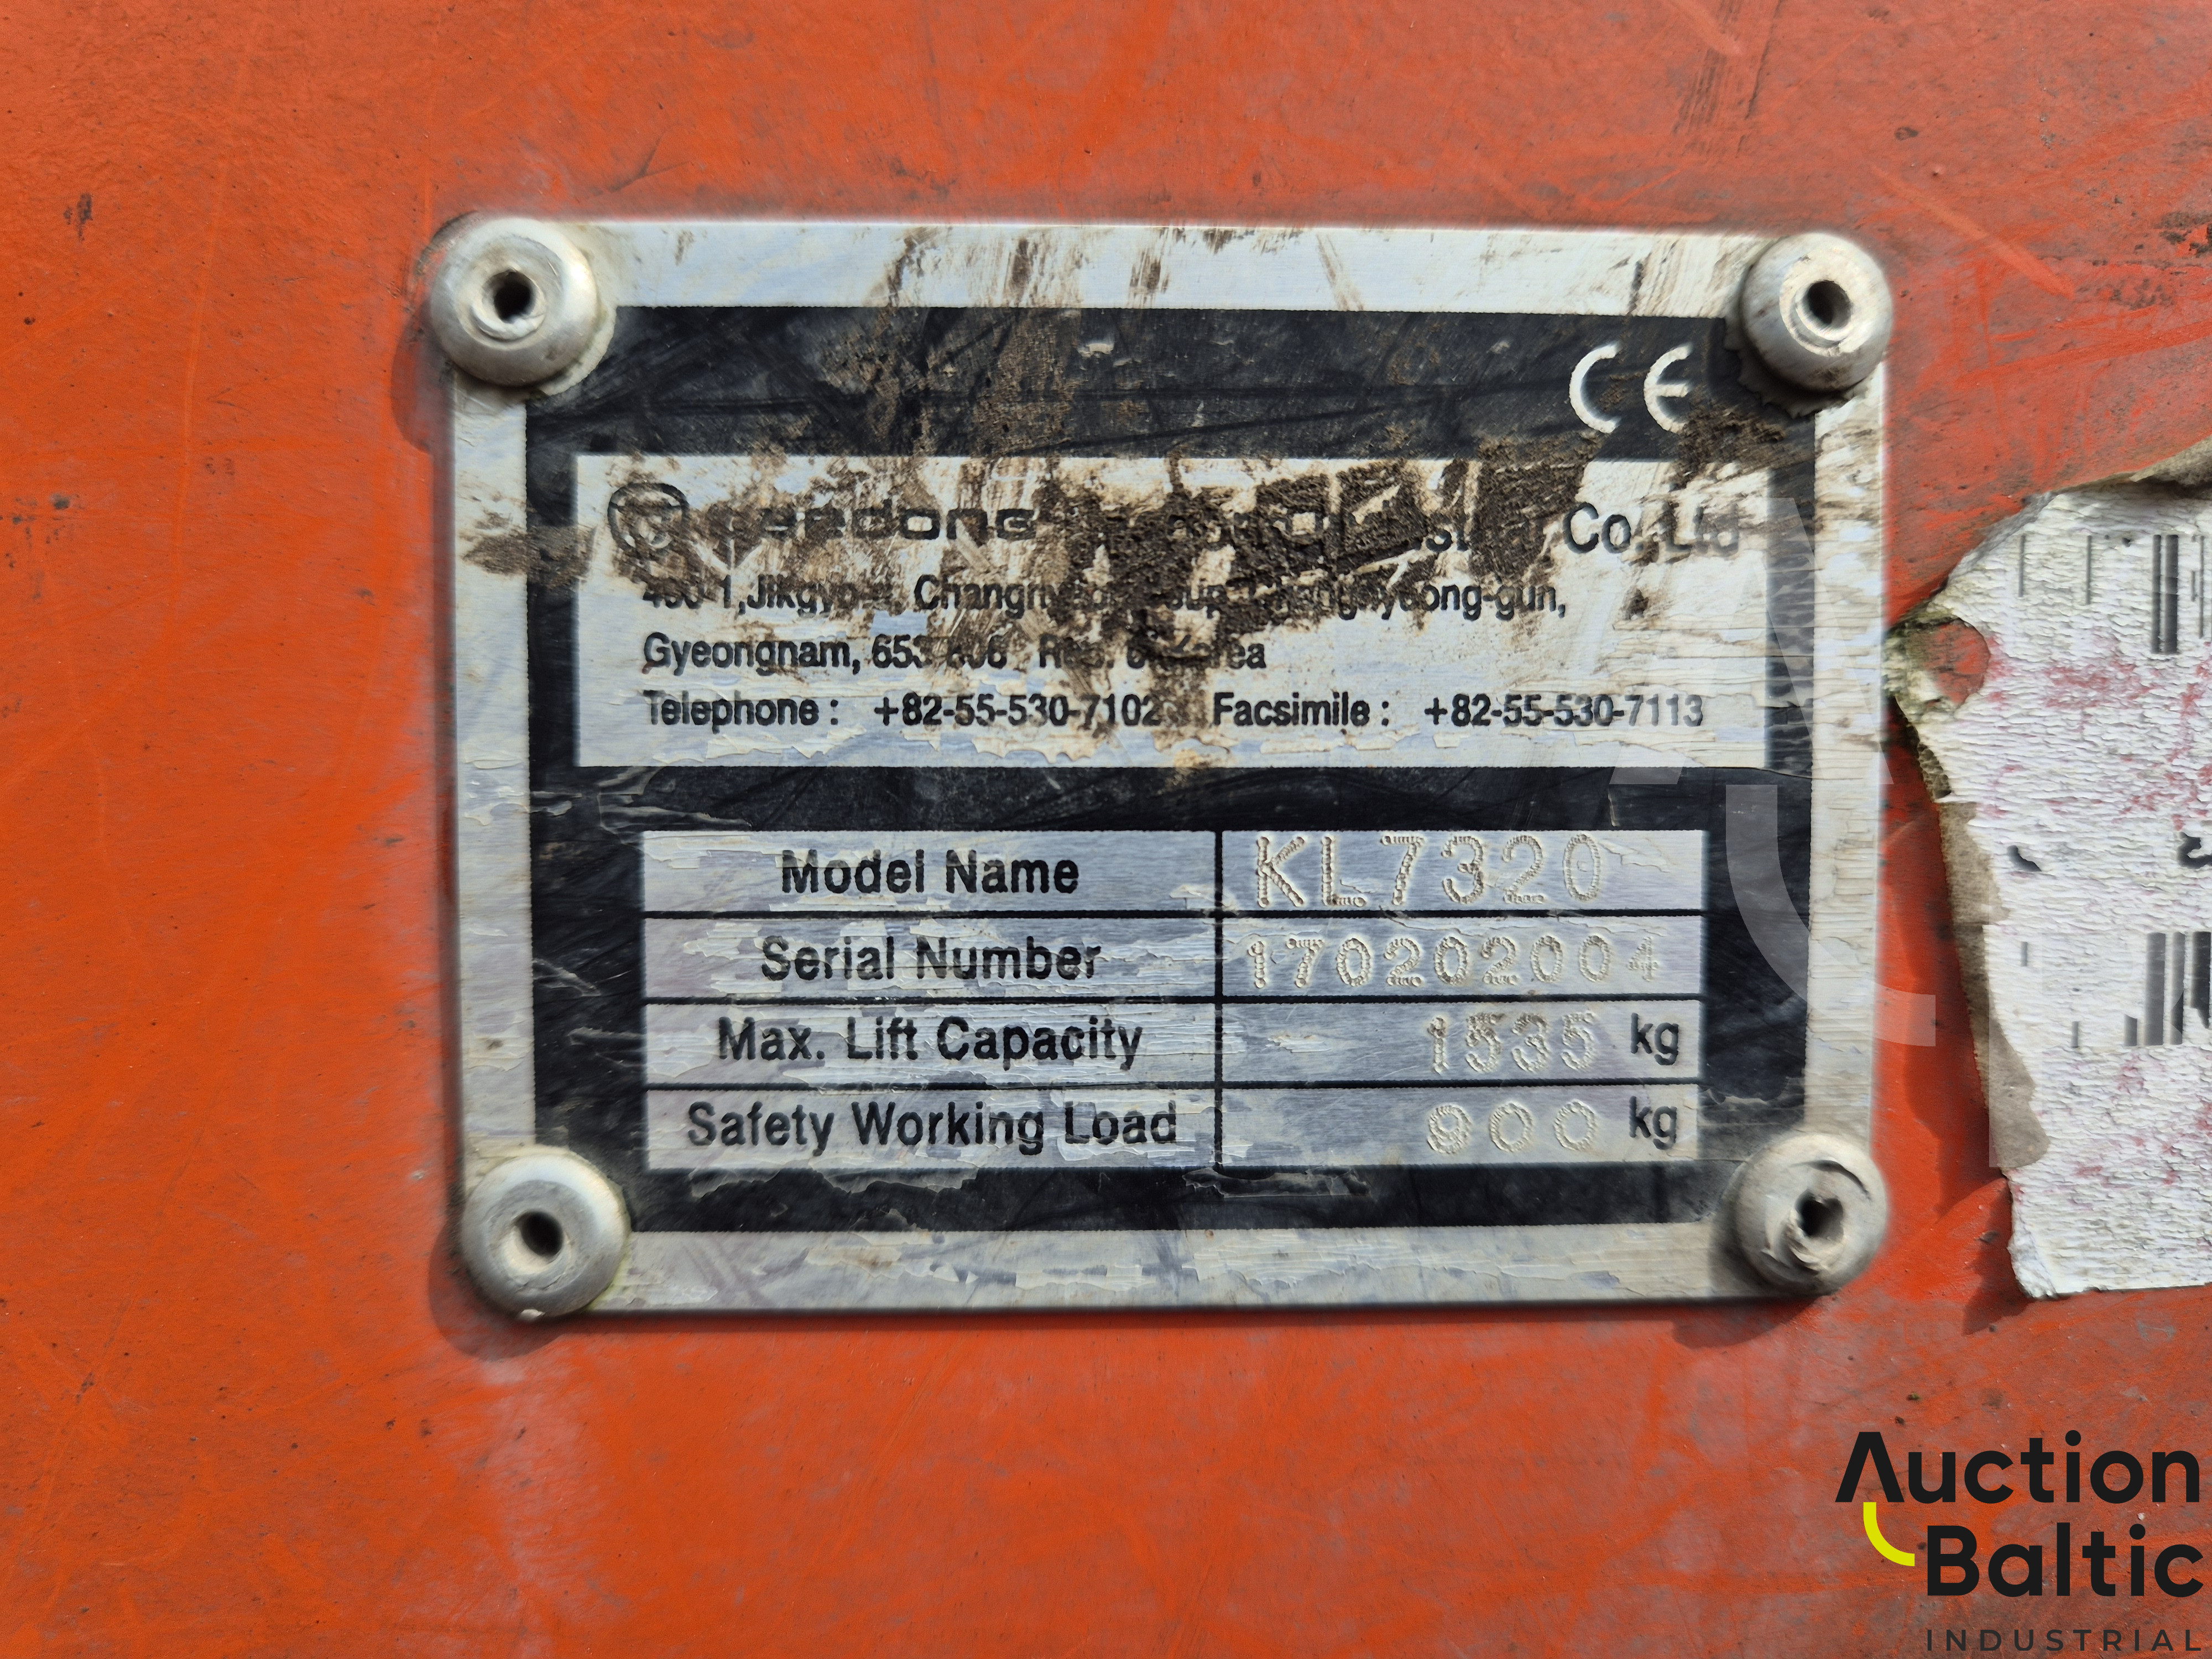 CE
Co., Ltd
Gyeongnam, Korea
Telephone : +82-55-530-7102 Facsimile : +82-55-530-7113
Model Name KL7320
Serial Number 170202004
Max. Lift Capacity 1535 kg
Safety Working Load 900 kg
Auction
Baltic
INDUSTRIAL